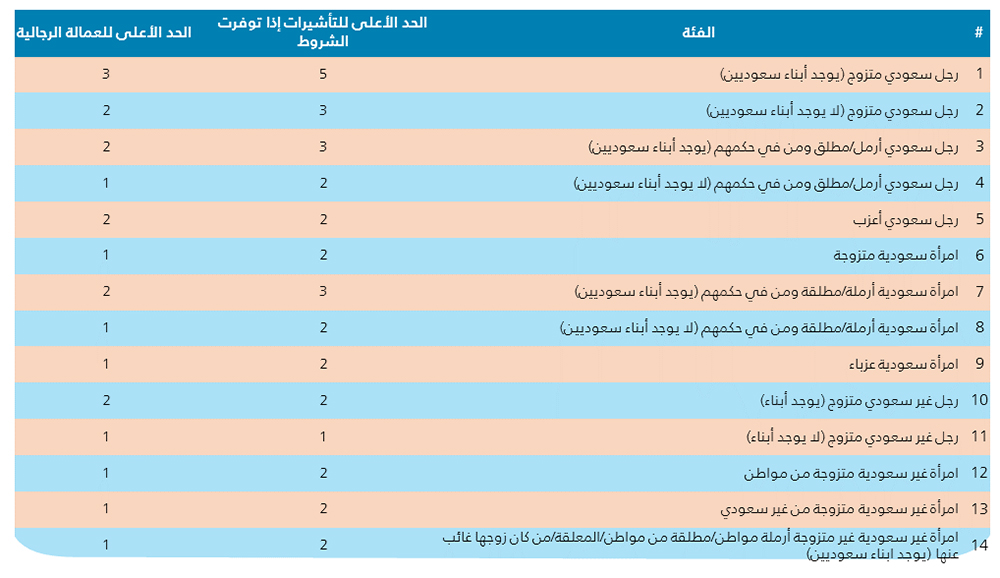 # الفئة الحد الأعلى للتأشيرات إذا توفرت الشروط الحد الأعلى للعمالة الرجالية
1 رجل سعودي متزوج (يوجد أبناء سعوديين) 5 3
2 رجل سعودي متزوج (لا يوجد أبناء سعوديين) 3 2
3 رجل سعودي أرمل/مطلق ومن في حكمهم (يوجد أبناء سعوديين) 3 2
4 رجل سعودي أرمل/مطلق ومن في حكمهم (لا يوجد أبناء سعوديين) 2 1
5 رجل سعودي أعزب 2 2
6 امرأة سعودية متزوجة 2 1
7 امرأة سعودية أرملة/مطلقة ومن في حكمهم (يوجد أبناء سعوديين) 3 2
8 امرأة سعودية أرملة/مطلقة ومن في حكمهم (لا يوجد أبناء سعوديين) 2 1
9 امرأة سعودية عزباء 2 1
10 رجل غير سعودي متزوج (يوجد أبناء) 2 2
11 رجل غير سعودي متزوج (لا يوجد أبناء) 1 1
12 امرأة غير سعودية متزوجة من مواطن 2 1
13 امرأة غير سعودية متزوجة من غير سعودي 2 1
14 امرأة غير سعودية غير متزوجة أرملة مواطن/مطلقة من مواطن/المعلقة/من كان زوجها غائب
عنها (يوجد ابناء سعوديين) 2 1